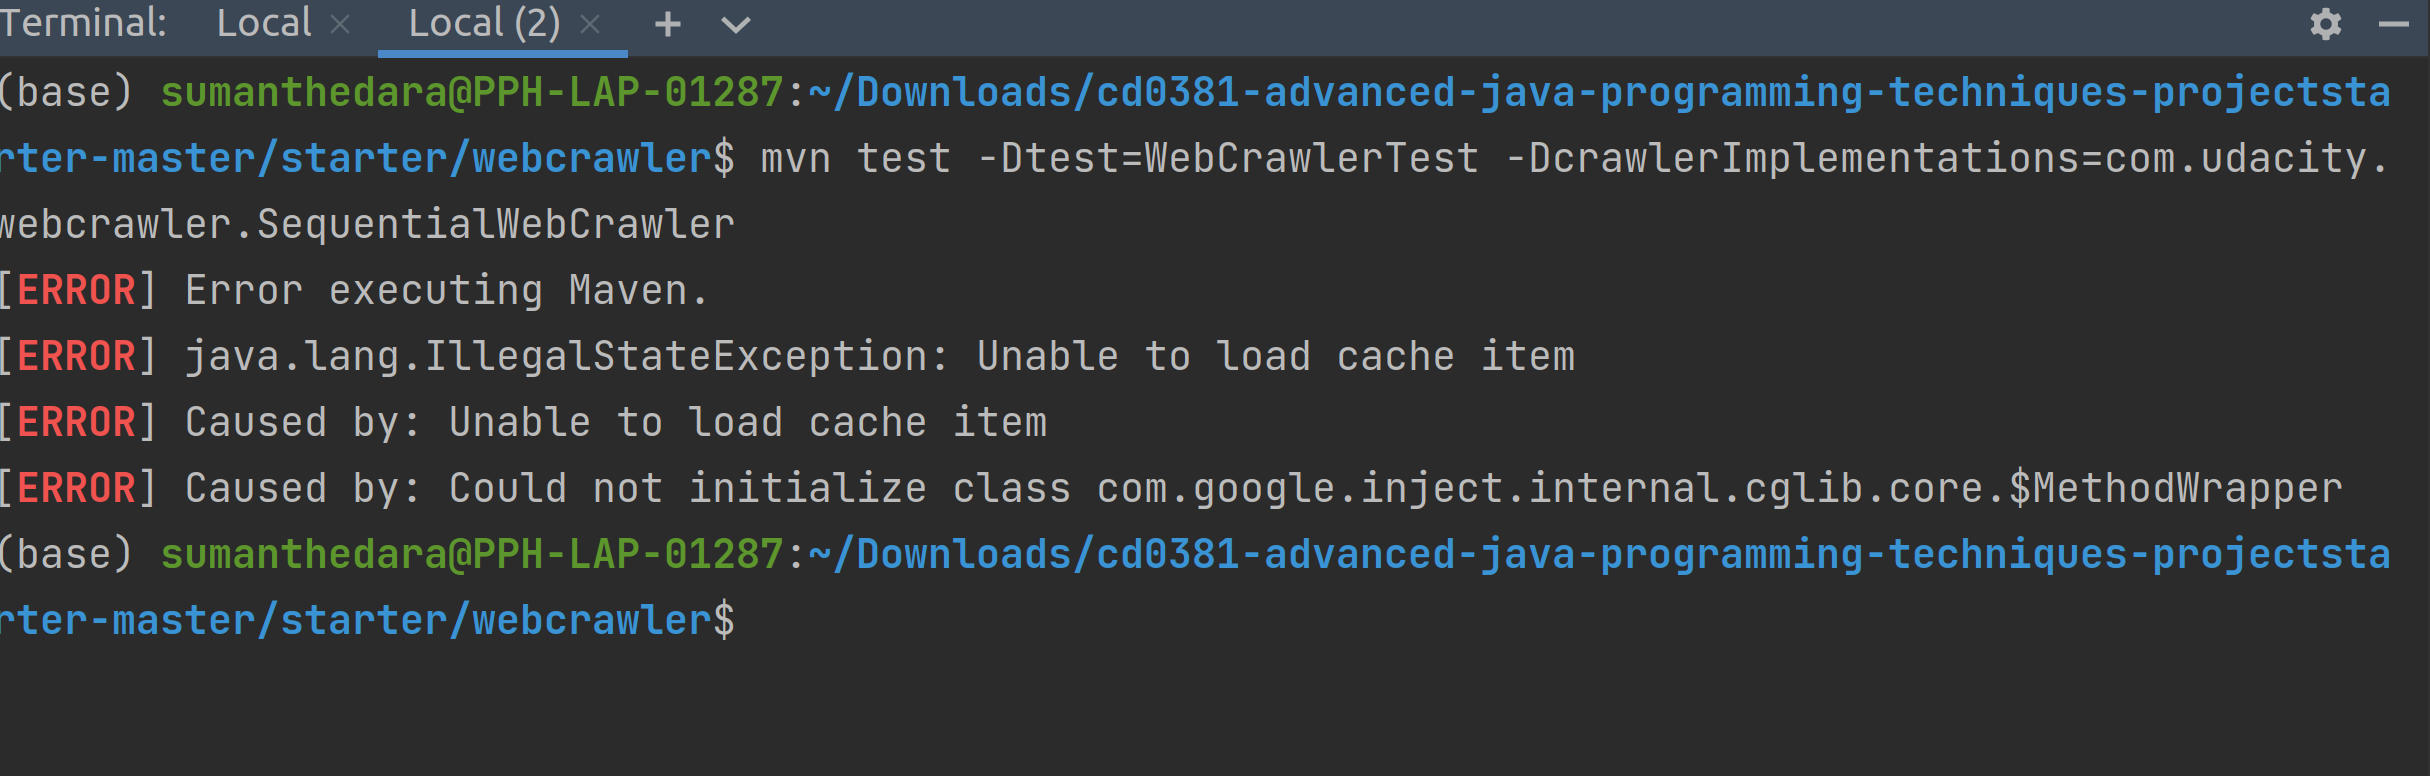 Terminal: Local × Local (2) × +
(base) sumanthedara@PPH-LAP-01287:~/Downloads/cd0381-advanced-java-programming-techniques-projectsta
rter-master/starter/webcrawler$ mvn test -Dtest=WebCrawlerTest -DcrawlerImplementations=com.udacity.
webcrawler.SequentialWebCrawler
[ERROR] Error executing Maven.
[ERROR] java.lang.IllegalStateException: Unable to load cache item
[ERROR] Caused by: Unable to load cache item
[ERROR] Caused by: Could not initialize class com.google.inject.internal.cglib.core.$MethodWrapper
(base) sumanthedara@PPH-LAP-01287:~/Downloads/cd0381-advanced-java-programming-techniques-projectsta
rter-master/starter/webcrawler$